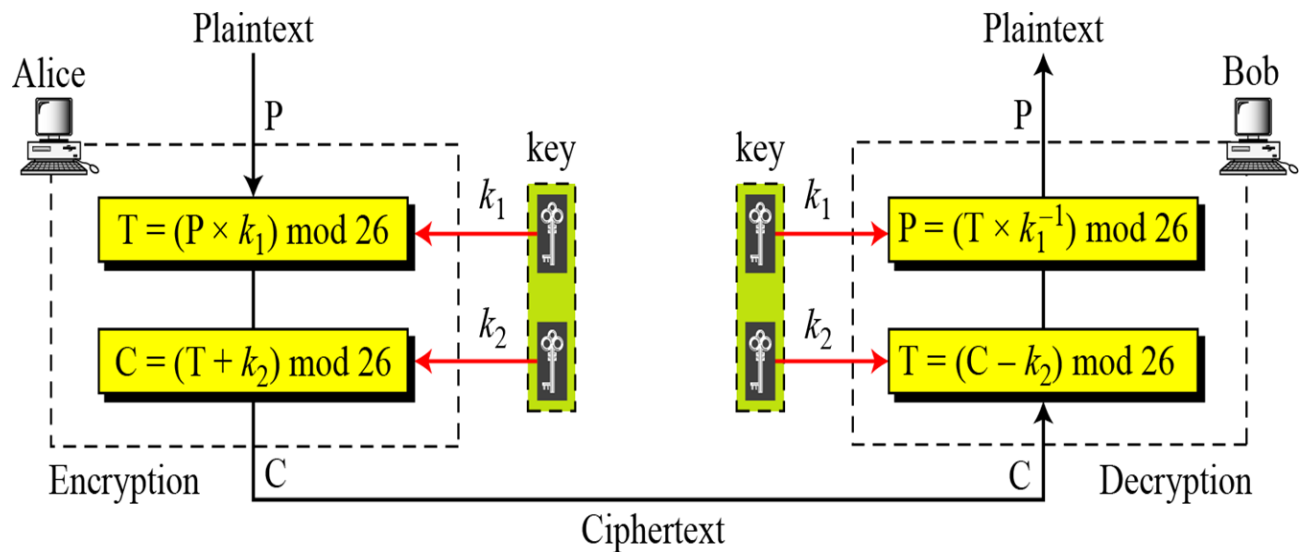 Plaintext
Alice
P
key
k₁
T = (P × k₁) mod 26
k₂
C = (T + k₂) mod 26
Encryption
C
Ciphertext
Plaintext
Bob
P
key
k₁
P = (T × k₁⁻¹) mod 26
k₂
T = (C – k₂) mod 26
C
Decryption